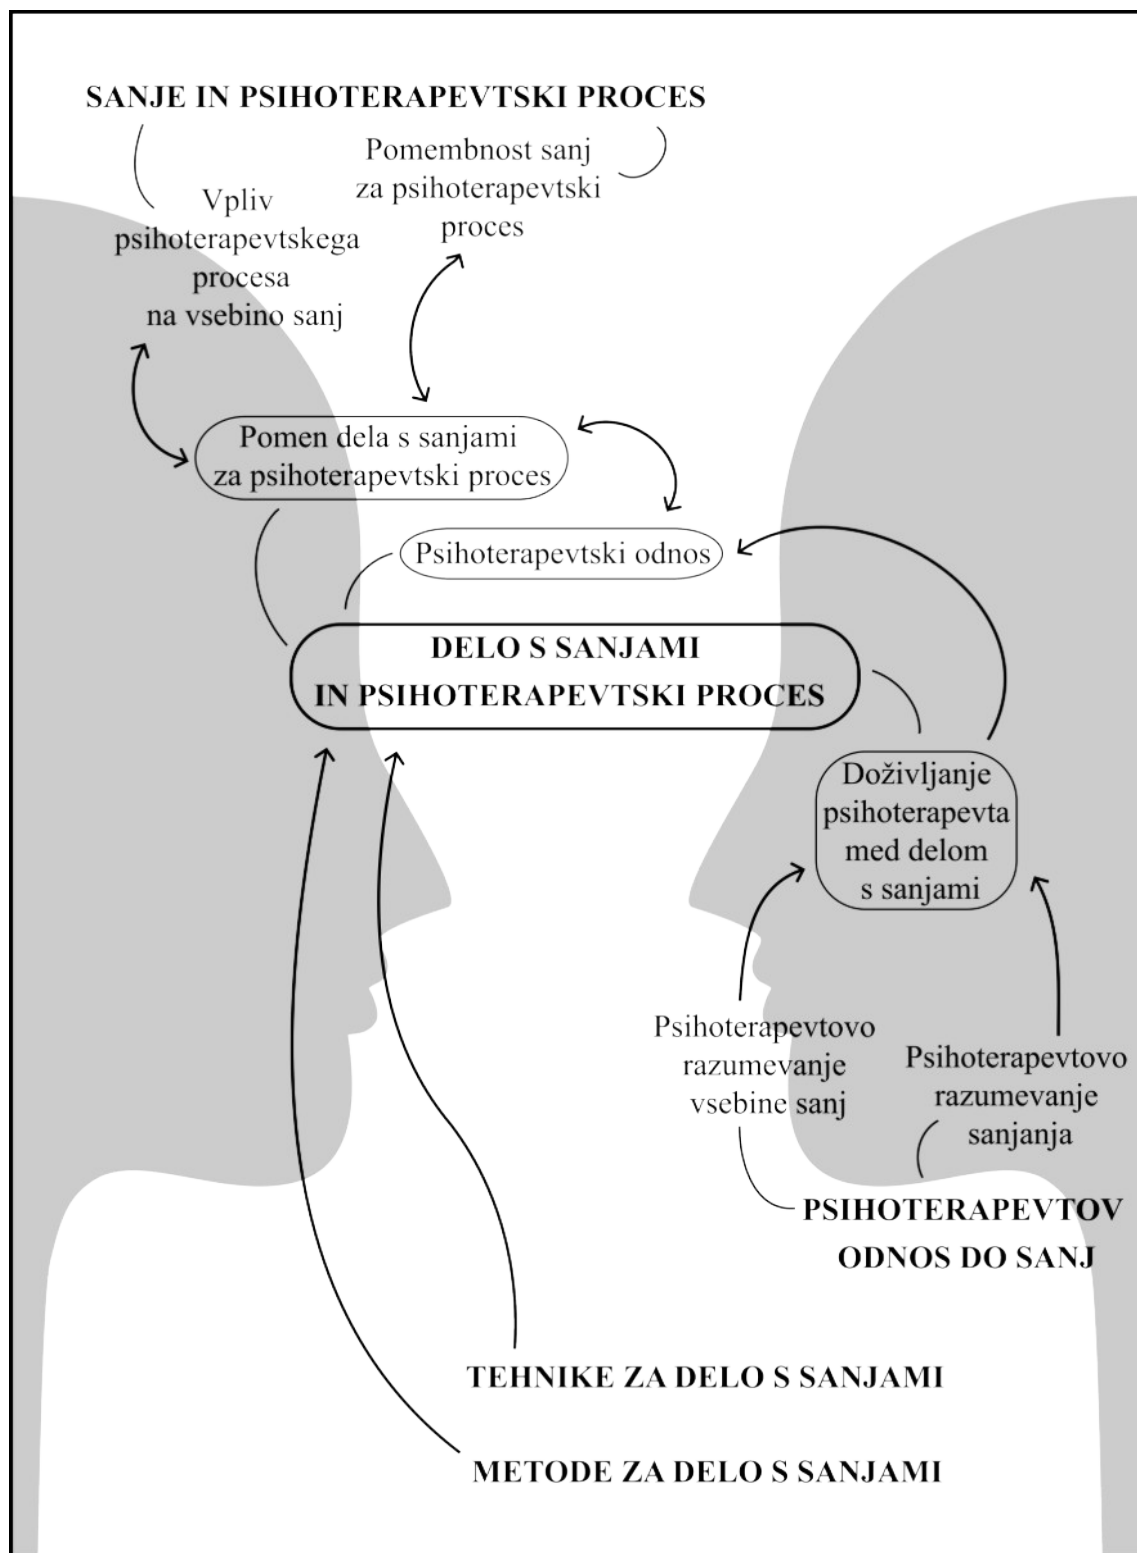 SANJE IN PSIHOTERAPEVTSKI PROCES
Pomembnost sanj
za psihoterapevtski
proces
Vpliv
psihoterapevtskega
procesa
na vsebino sanj
Pomen dela s sanjami
za psihoterapevtski proces
Psihoterapevtski odnos
DELO S SANJAMI
IN PSIHOTERAPEVTSKI PROCES
Doživljanje
psihoterapevta
med delom
s sanjami
Psihoterapevtovo
razumevanje
vsebine sanj
Psihoterapevtovo
razumevanje
sanjanja
PSIHOTERAPEVTOV
ODNOS DO SANJ
TEHNIKE ZA DELO S SANJAMI
METODE ZA DELO S SANJAMI